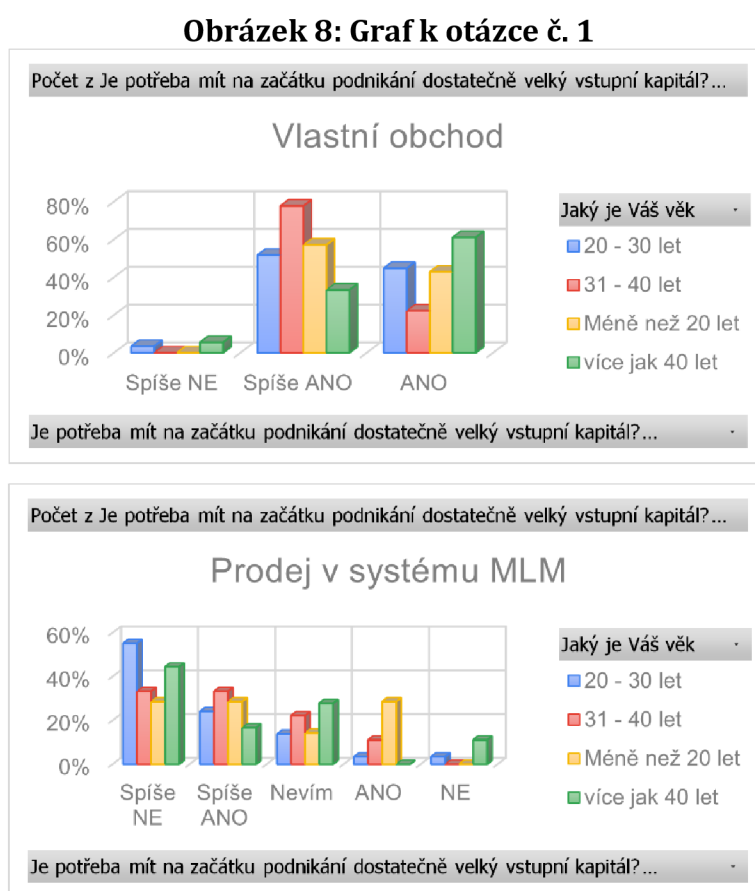 Obrázek 8: Graf k otázce č. 1
Počet z Je potřeba mít na začátku podnikání dostatečně velký vstupní kapitál?...
Vlastní obchod
80%
60%
40%
20%
0%
Spíše NE Spíše ANO ANO
Jaký je Váš věk
20 - 30 let
31 - 40 let
Méně než 20 let
více jak 40 let
Je potřeba mít na začátku podnikání dostatečně velký vstupní kapitál?...
Počet z Je potřeba mít na začátku podnikání dostatečně velký vstupní kapitál?...
Prodej v systému MLM
60%
40%
20%
0%
Spíše Spíše Nevím ANO NE
NE ANO
Jaký je Váš věk
20 - 30 let
31 - 40 let
Méně než 20 let
více jak 40 let
Je potřeba mít na začátku podnikání dostatečně velký vstupní kapitál?...